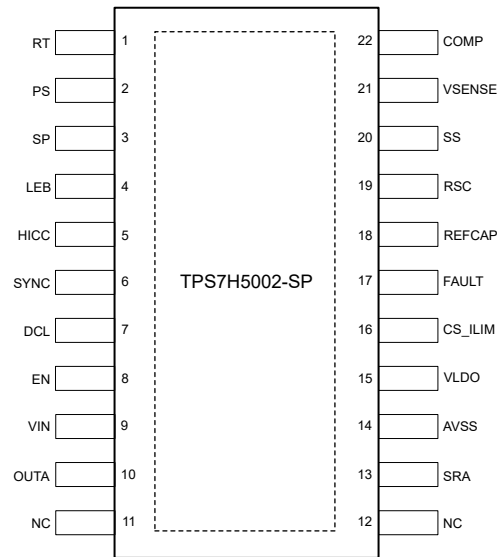 RT 1 22 COMP
PS 2 21 VSENSE
SP 3 20 SS
LEB 4 19 RSC
HICC 5 18 REFCAP
SYNC 6 TPS7H5002-SP 17 FAULT
DCL 7 16 CS_ILIM
EN 8 15 VLDO
VIN 9 14 AVSS
OUTA 10 13 SRA
NC 11 12 NC